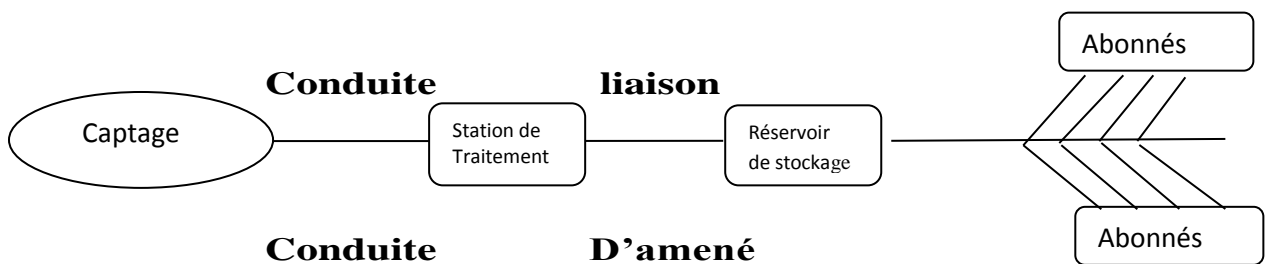 Abonnés
Conduite liaison
Captage
Station de
Traitement
Réservoir
de stockage
Conduite D’amené
Abonnés